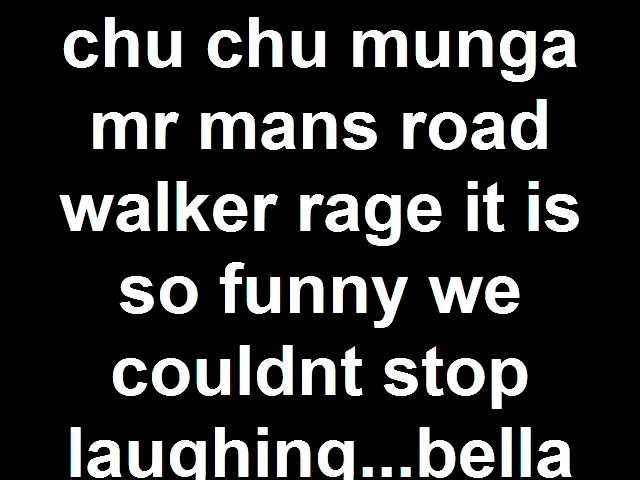 chu chu munga
mr mans road
walker rage it is
so funny we
couldnt stop
laughing...bella